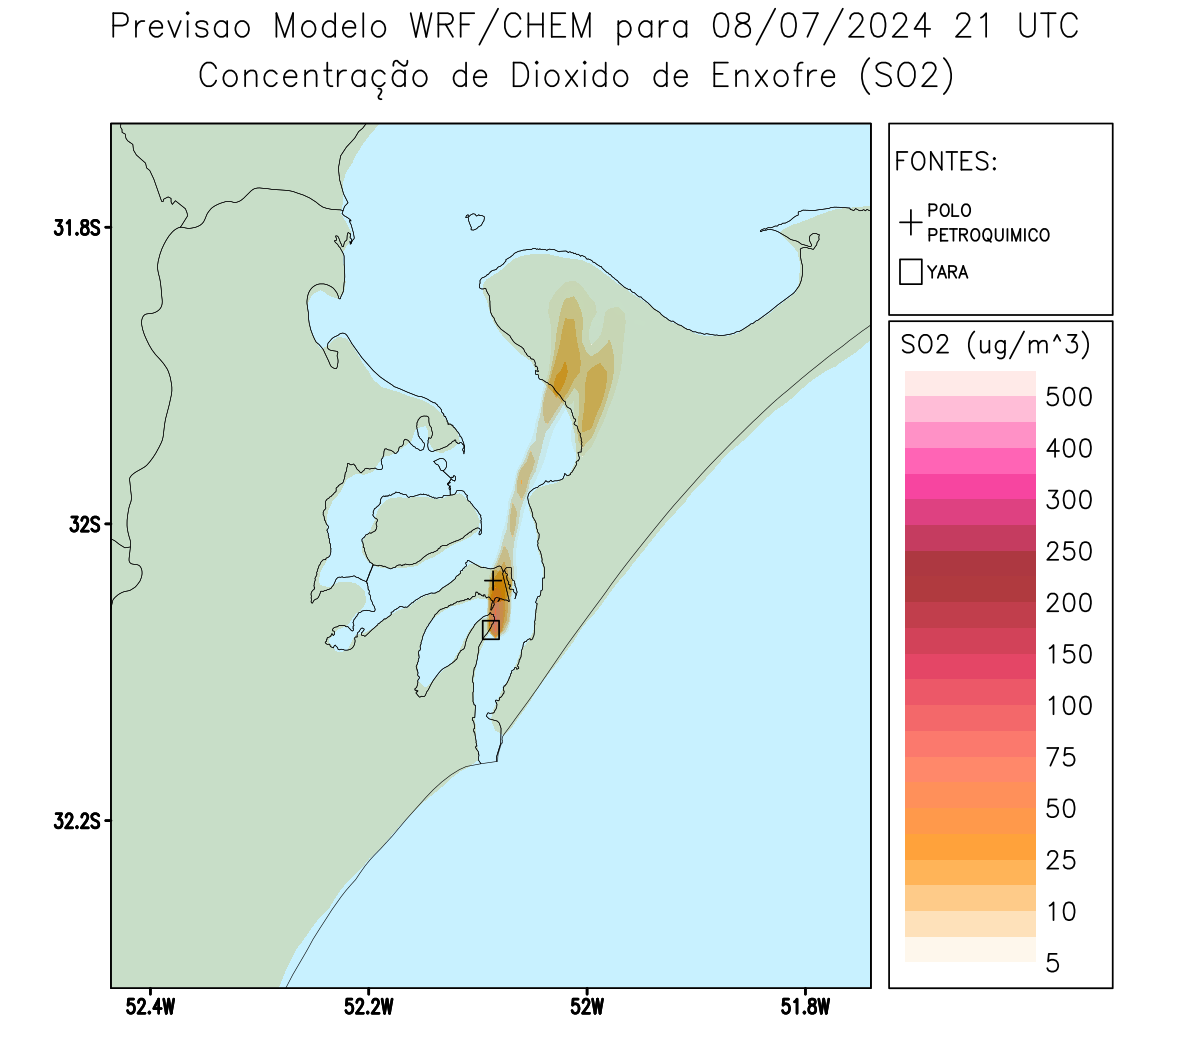 Previsao Modelo WRF/CHEM para 08/07/2024 21 UTC
Concentração de Dioxido de Enxofre (SO2)
FONTES:
POLO
PETROQUIMICO
YARA
SO2 (ug/m^3)
500
400
300
250
200
150
100
75
50
25
10
5
31.8S
32S
32.2S
52.4W
52.2W
52W
51.8W